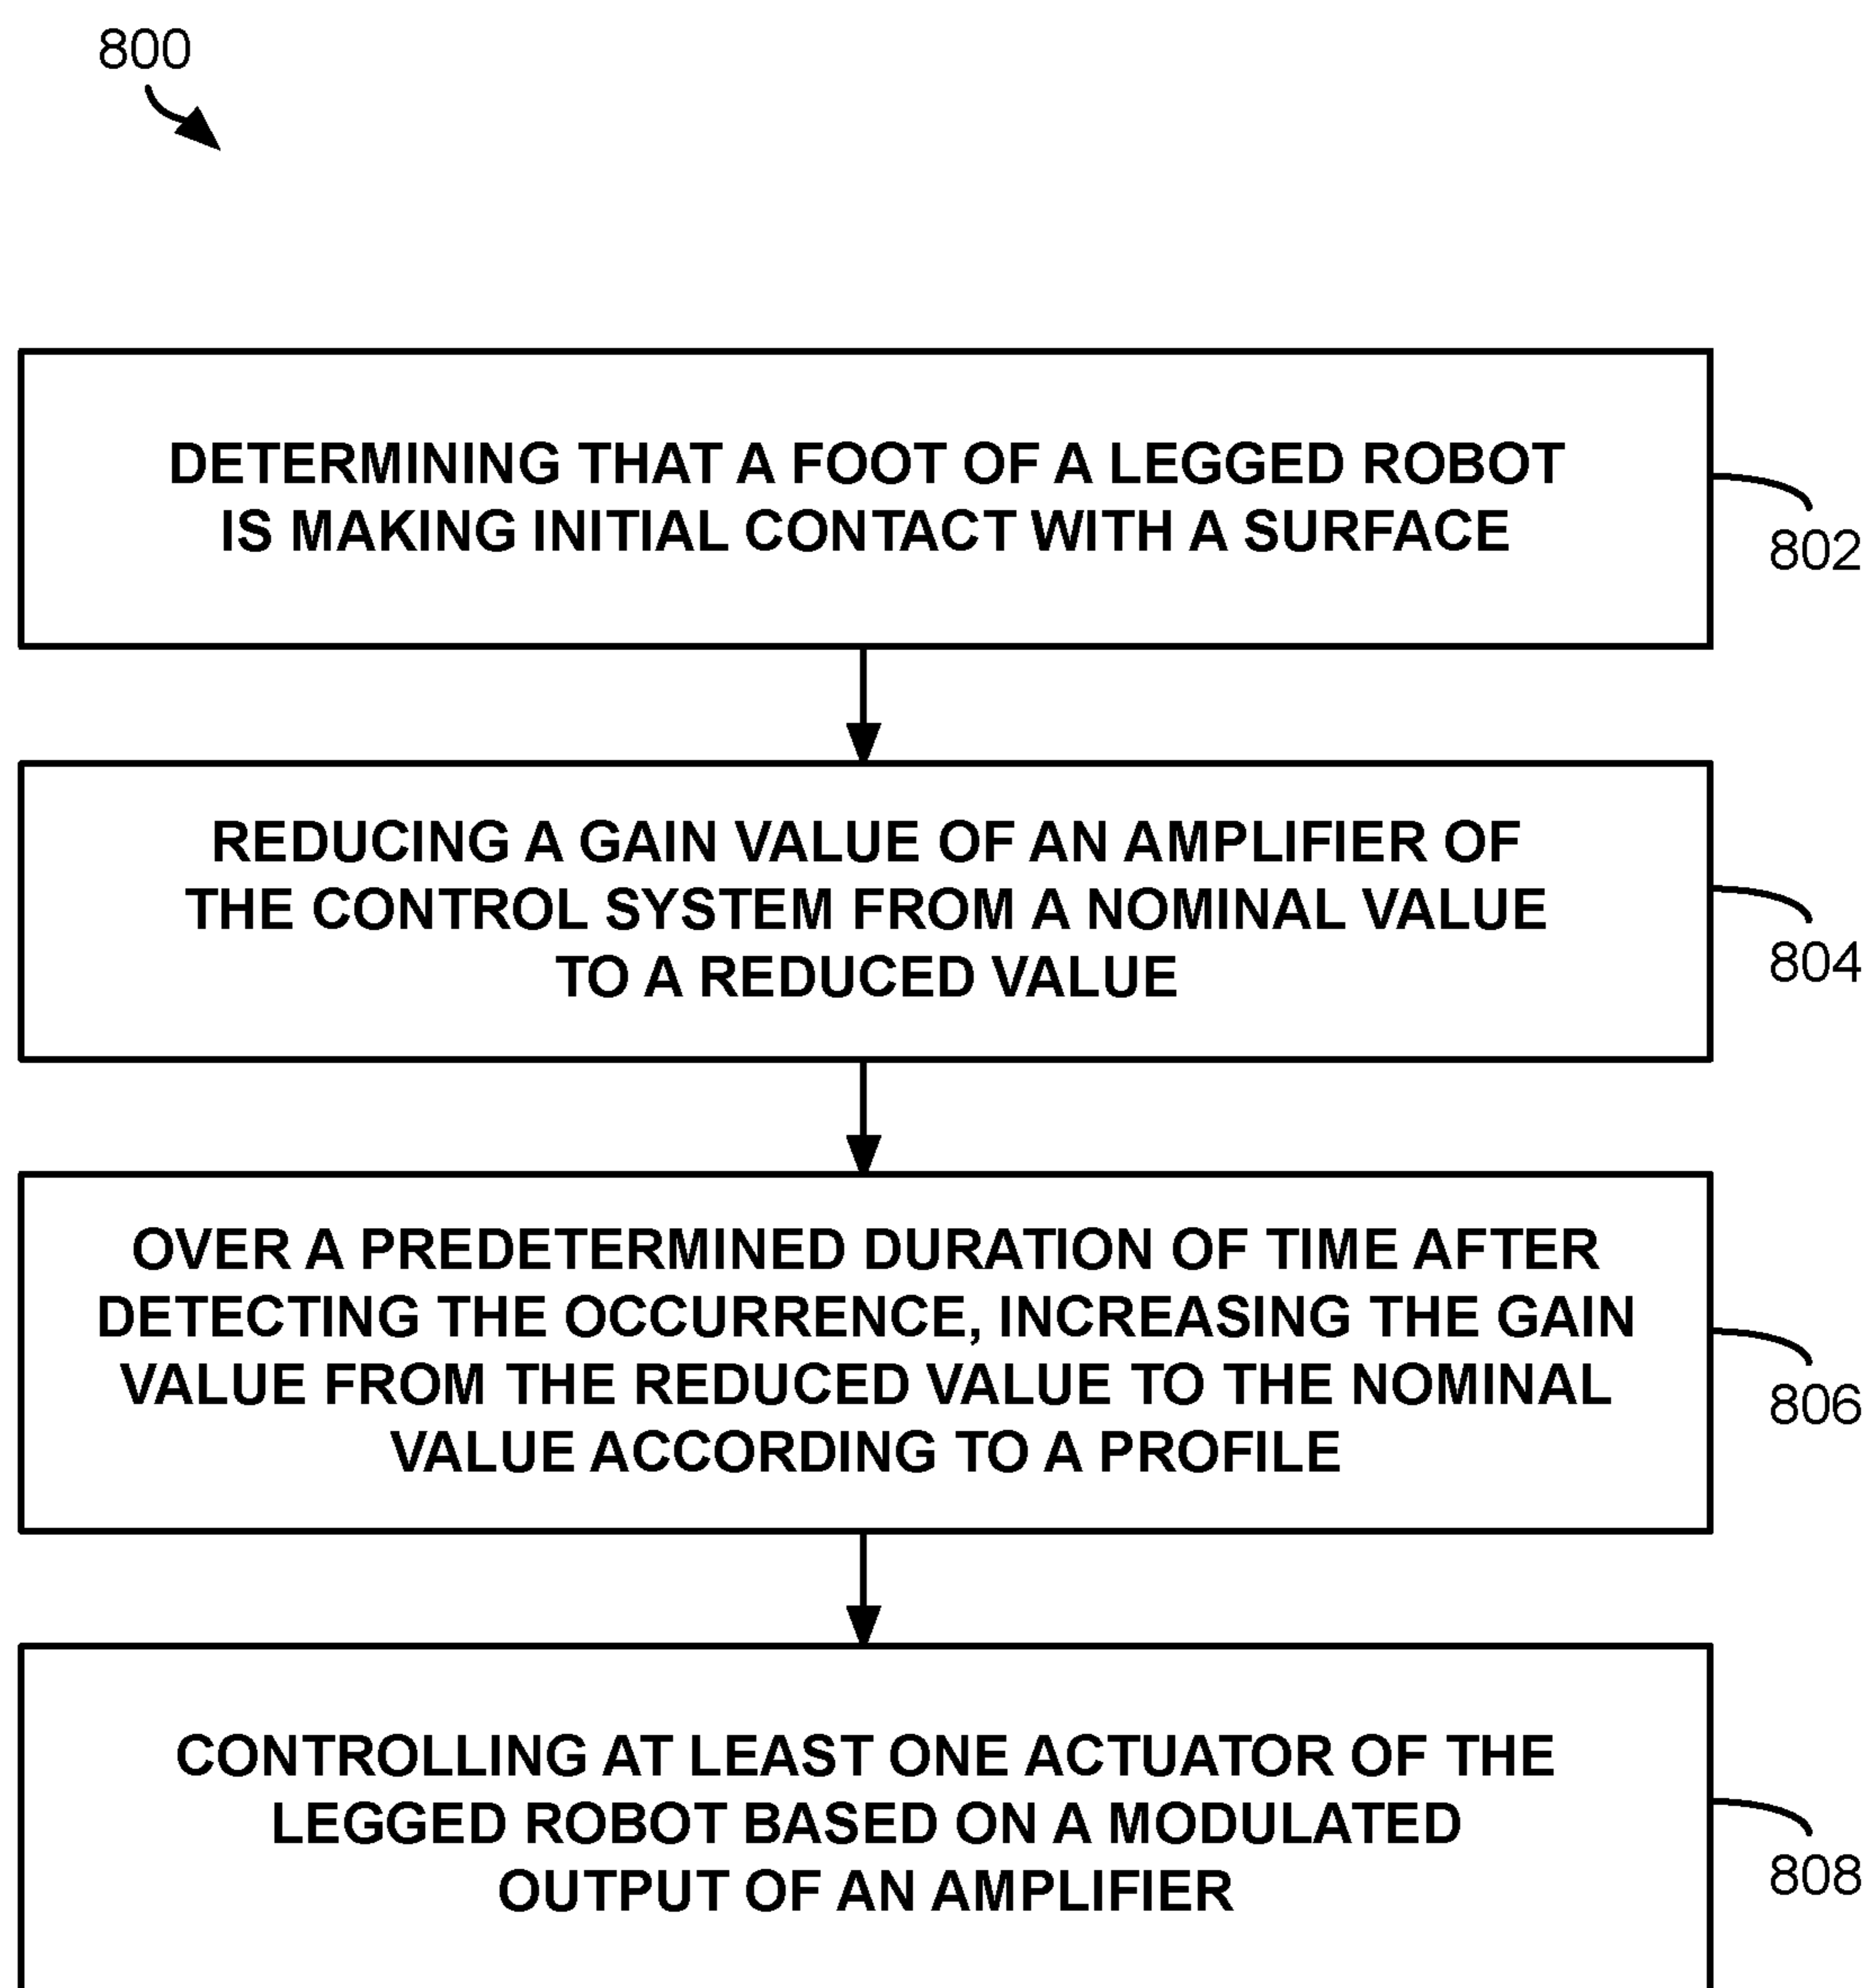 800
DETERMINING THAT A FOOT OF A LEGGED ROBOT
IS MAKING INITIAL CONTACT WITH A SURFACE
802
REDUCING A GAIN VALUE OF AN AMPLIFIER OF
THE CONTROL SYSTEM FROM A NOMINAL VALUE
TO A REDUCED VALUE
804
OVER A PREDETERMINED DURATION OF TIME AFTER
DETECTING THE OCCURRENCE, INCREASING THE GAIN
VALUE FROM THE REDUCED VALUE TO THE NOMINAL
VALUE ACCORDING TO A PROFILE
806
CONTROLLING AT LEAST ONE ACTUATOR OF THE
LEGGED ROBOT BASED ON A MODULATED
OUTPUT OF AN AMPLIFIER
808